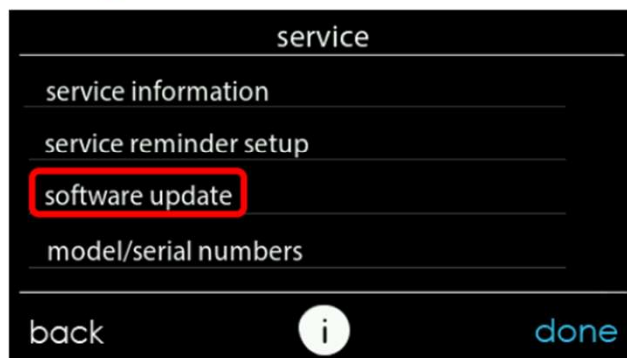 service
service information
service reminder setup
software update
model/serial numbers
back i done